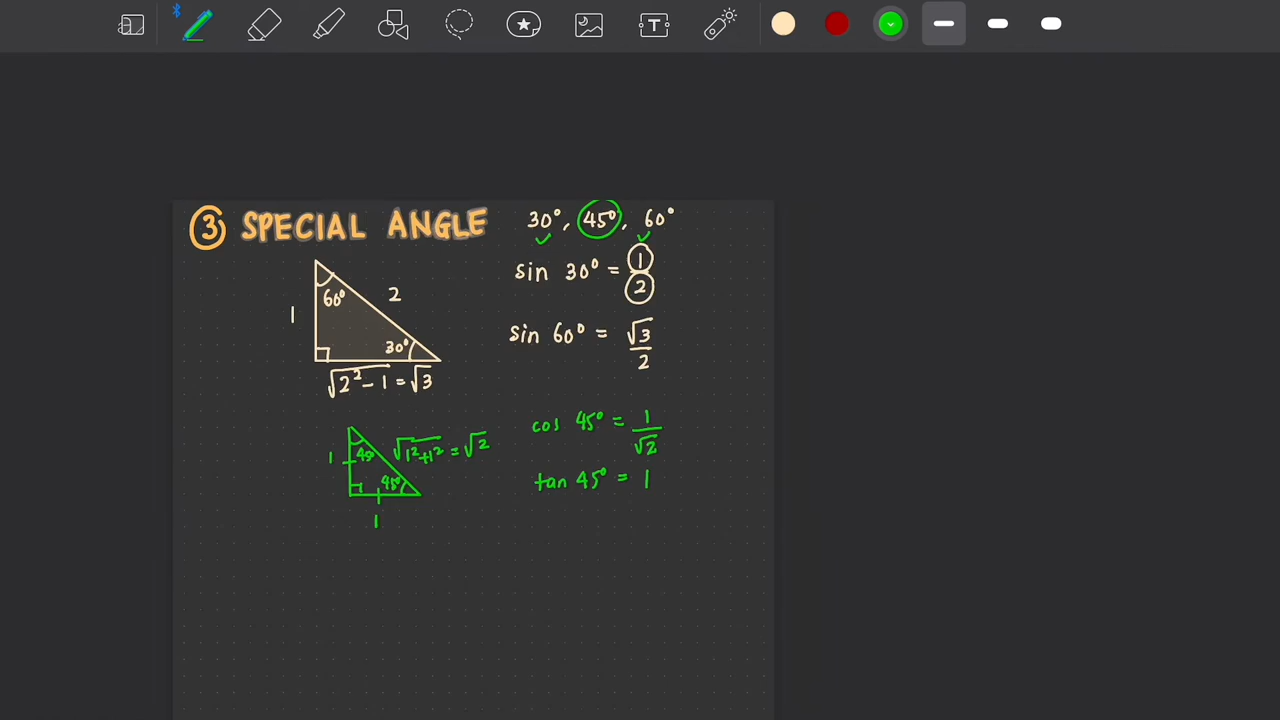 ③ SPECIAL ANGLE
30°, 45°, 60°
sin 30° = 1/2
60°
2
1
30°
√2² - 1 = √3
sin 60° = √3/2
1
45°
45°
√1²+1² = √2
1
cos 45° = 1/√2
tan 45° = 1
T